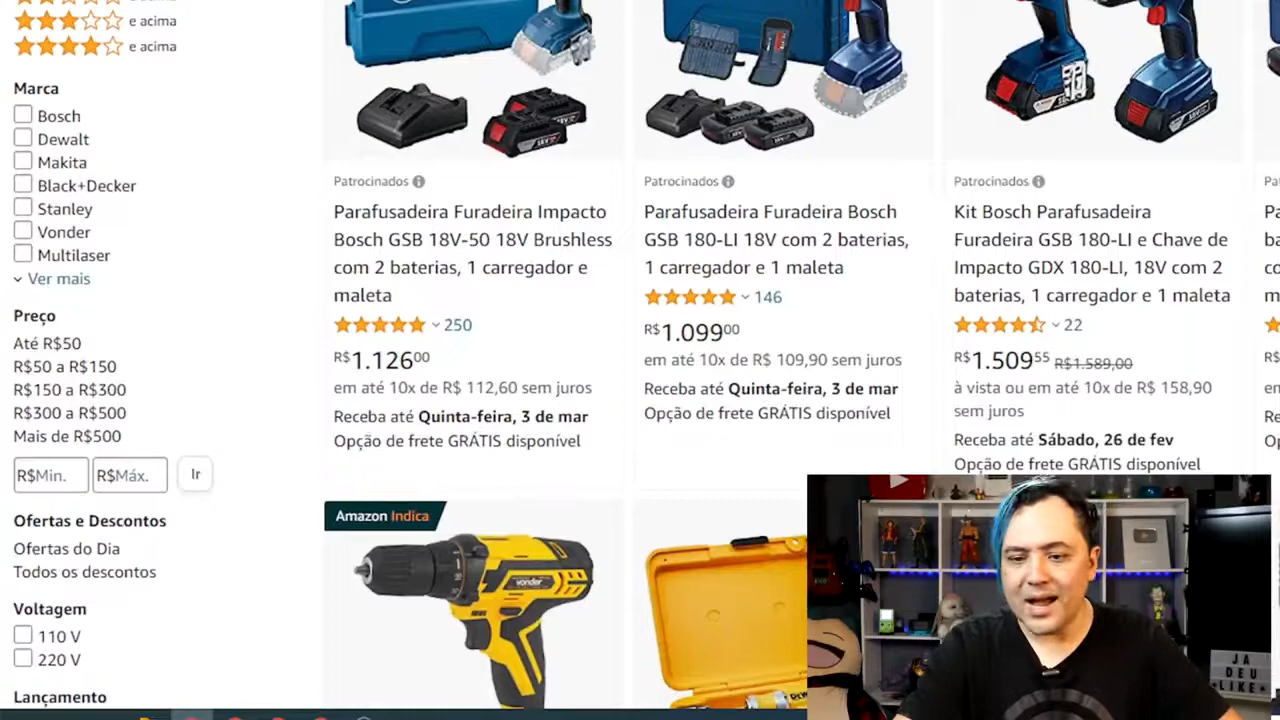 e acima
e acima
Marca
Bosch
Dewalt
Makita
Black+Decker
Stanley
Vonder
Multilaser
Ver mais
Preço
Até R$50
R$50 a R$150
R$150 a R$300
R$300 a R$500
Mais de R$500
R$Min. R$Máx. Ir
Ofertas e Descontos
Ofertas do Dia
Todos os descontos
Voltagem
110 V
220 V
Lançamento
Patrocinados
Parafusadeira Furadeira Impacto
Bosch GSB 18V-50 18V Brushless
com 2 baterias, 1 carregador e
maleta
250
R$1.12600
em até 10x de R$ 112,60 sem juros
Receba até Quinta-feira, 3 de mar
Opção de frete GRÁTIS disponível
Patrocinados
Parafusadeira Furadeira Bosch
GSB 180-LI 18V com 2 baterias,
1 carregador e 1 maleta
146
R$1.09900
em até 10x de R$ 109,90 sem juros
Receba até Quinta-feira, 3 de mar
Opção de frete GRÁTIS disponível
Patrocinados
Kit Bosch Parafusadeira
Furadeira GSB 180-LI e Chave de
Impacto GDX 180-LI, 18V com 2
baterias, 1 carregador e 1 maleta
22
R$1.50955 R$1.589,00
à vista ou em até 10x de R$ 158,90
sem juros
Receba até Sábado, 26 de fev
Opção de frete GRÁTIS disponível
Amazon Indica
vonder
JA
DEU
LIKE